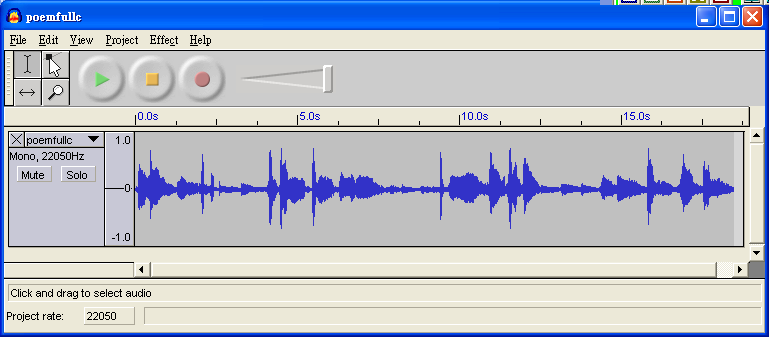 poemfullc
File Edit View Project Effect Help
0.0s 5.0s 10.0s 15.0s
poemfullc
Mono, 22050Hz
Mute Solo
1.0
0
-1.0
Click and drag to select audio
Project rate: 22050